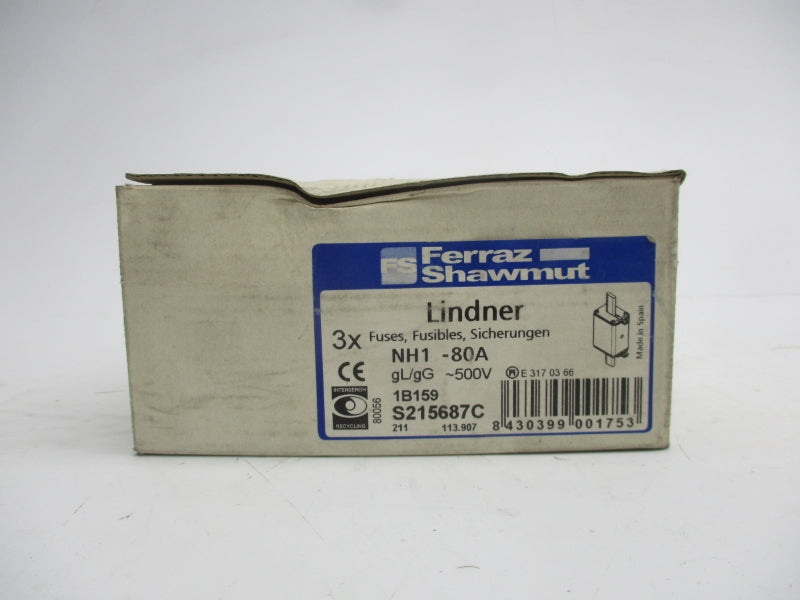 FS Ferraz
Shawmut
Lindner
3x Fuses, Fusibles, Sicherungen
NH1 -80A
gL/gG ~500V
E 317 03 66
CE
1B159
S215687C
211 113.907
INTERSEROH
RECYCLING
80056
Made in Spain
8 430399 001753